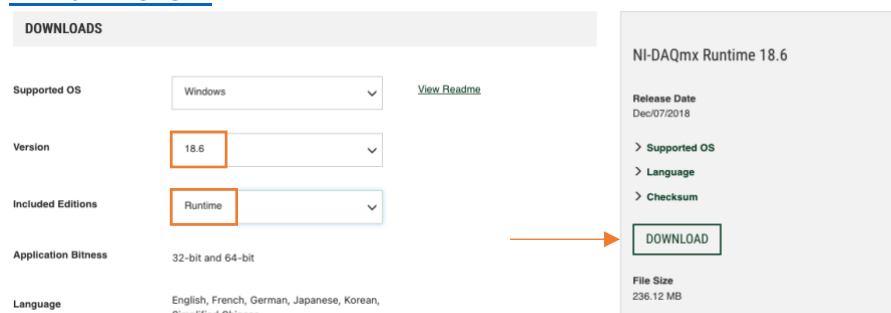 DOWNLOADS
Supported OS
Windows
View Readme
Version
18.6
Included Editions
Runtime
Application Bitness
32-bit and 64-bit
Language
English, French, German, Japanese, Korean,
NI-DAQmx Runtime 18.6
Release Date
Dec/07/2018
Supported OS
Language
Checksum
DOWNLOAD
File Size
236.12 MB